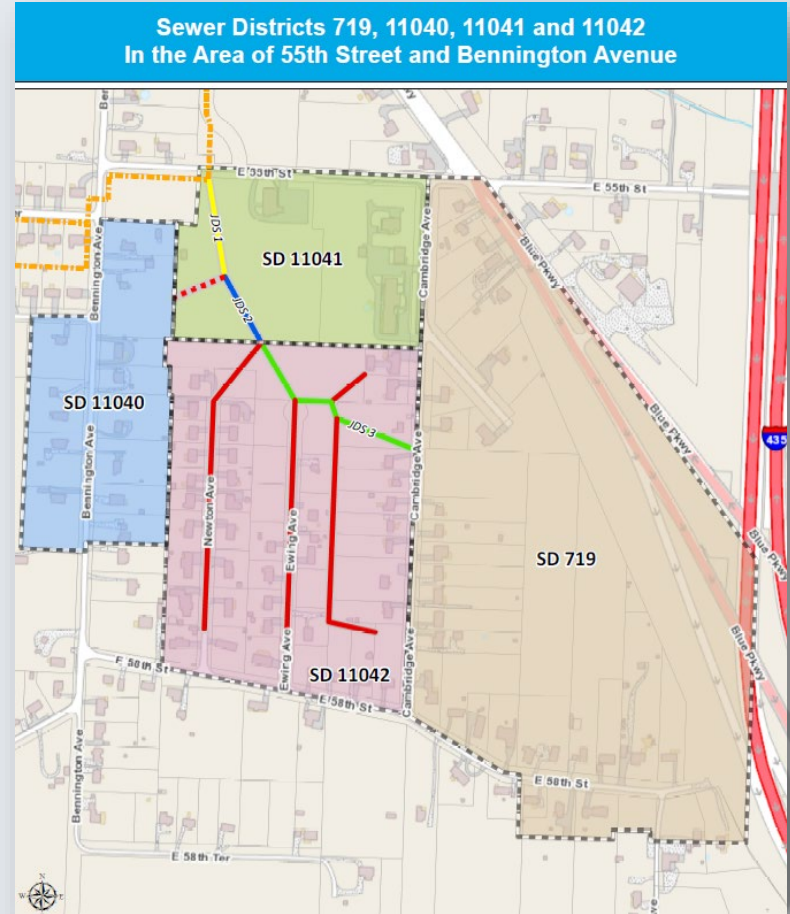 Sewer Districts 719, 11040, 11041 and 11042
In the Area of 55th Street and Bennington Avenue
Ber
E 55th St
E 55th St
JDS 1
SD 11041
Bennington Ave
Cambridge Ave
Blue Pkwy
JDS 2
SD 11040
Blue Pkwy
435
JDS 3
Bennington Ave
Cambridge Ave
Newton Ave
Ewing Ave
SD 719
Blue Pkwy
Blue Pkwy
E 58th St
Ewing Ave
SD 11042
Cambridge Ave
E 58th St
Bennington Ave
E 58th St
E 58th Ter
N
W
E
ve